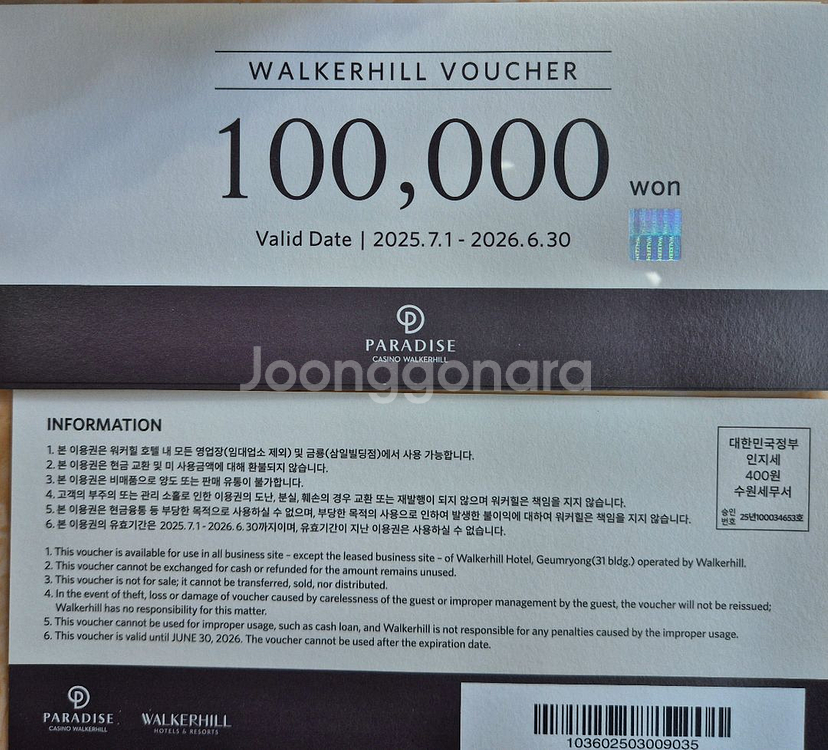 WALKERHILL VOUCHER
100,000 won
Valid Date | 2025.7.1 - 2026.6.30
PARADISE
CASINO WALKERHILL
Joonggonara
INFORMATION
1. 본 이용권은 워커힐 호텔 내 모든 영업장(임대업소 제외) 및 금룡(삼일빌딩점)에서 사용 가능합니다.
2. 본 이용권은 현금 교환 및 미 사용금액에 대해 환불되지 않습니다.
3. 본 이용권은 비매품으로 양도 또는 판매 유통이 불가합니다.
4. 고객의 부주의 또는 관리 소홀로 인한 이용권의 도난, 분실, 훼손의 경우 교환 또는 재발행이 되지 않으며 워커힐은 책임을 지지 않습니다.
5. 본 이용권은 현금융통 등 부당한 목적으로 사용하실 수 없으며, 부당한 목적의 사용으로 인하여 발생한 불이익에 대하여 워커힐은 책임을 지지 않습니다.
6. 본 이용권의 유효기간은 2025.7.1 - 2026.6.30까지이며, 유효기간이 지난 이용권은 사용하실 수 없습니다.
대한민국정부
인지세
400원
수원세무서
승인번호 25년100034653호
1. This voucher is available for use in all business site – except the leased business site – of Walkerhill Hotel, Geumryong(31 bldg.) operated by Walkerhill.
2. This voucher cannot be exchanged for cash or refunded for the amount remains unused.
3. This voucher is not for sale; it cannot be transferred, sold, nor distributed.
4. In the event of theft, loss or damage of voucher caused by carelessness of the guest or improper management by the guest, the voucher will not be reissued;
Walkerhill has no responsibility for this matter.
5. This voucher cannot be used for improper usage, such as cash loan, and Walkerhill is not responsible for any penalties caused by the improper usage.
6. This voucher is valid until JUNE 30, 2026. The voucher cannot be used after the expiration date.
PARADISE
CASINO WALKERHILL
WALKERHILL
HOTELS & RESORTS
103602503009035